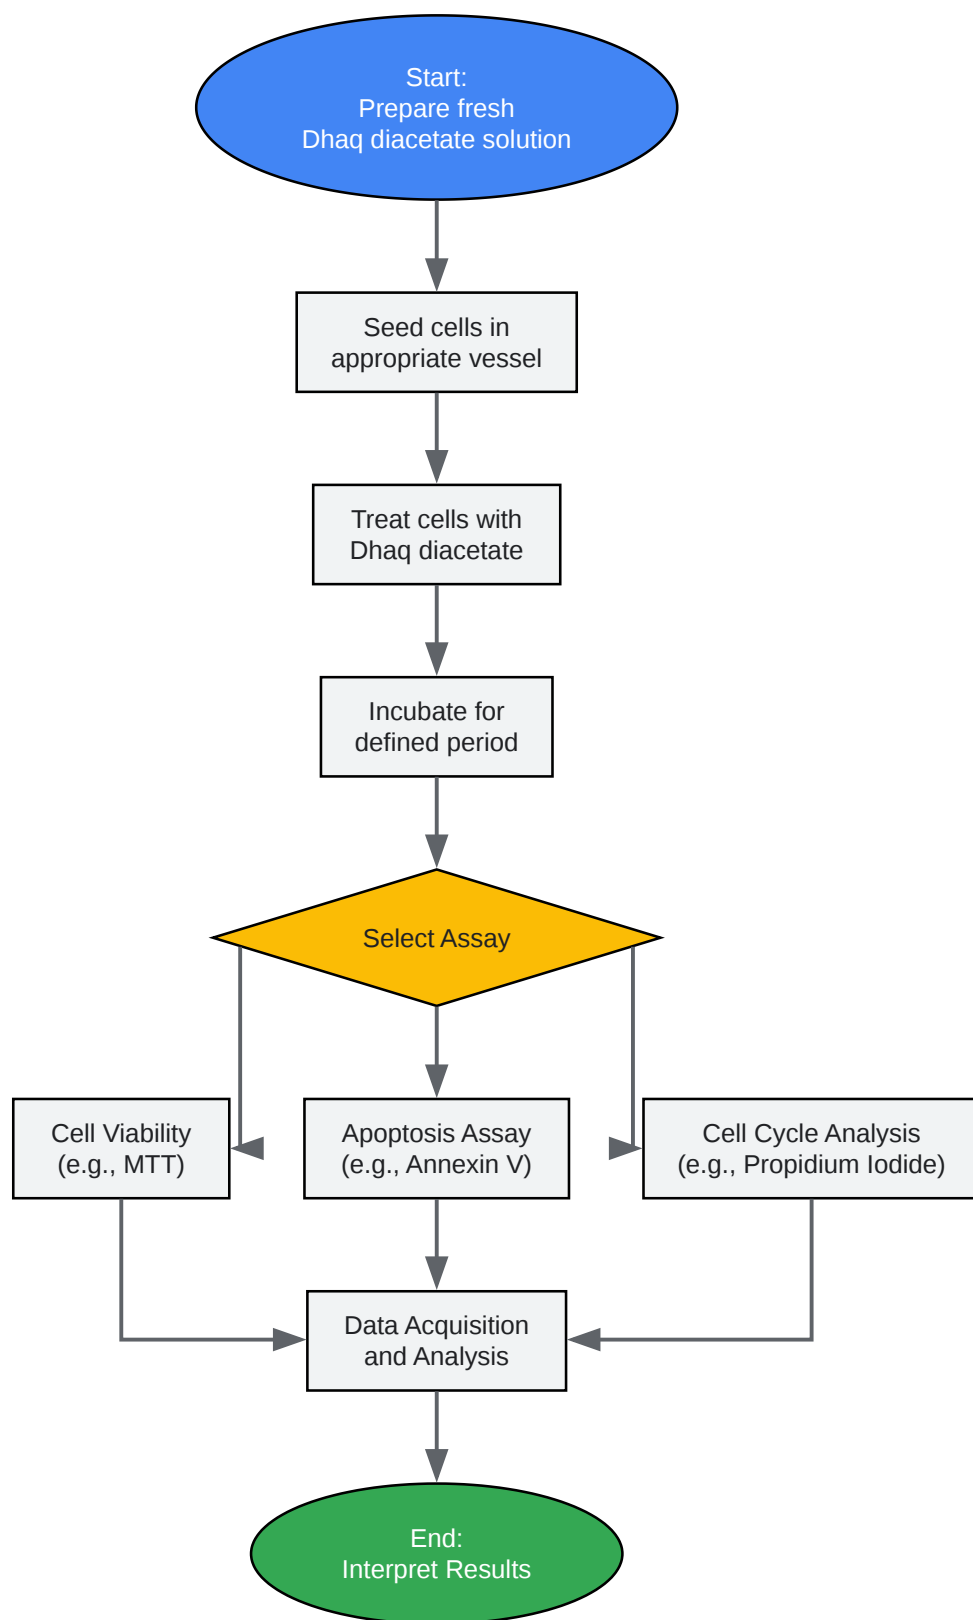 Start:
Prepare fresh
Dhaq diacetate solution
Seed cells in
appropriate vessel
Treat cells with
Dhaq diacetate
Incubate for
defined period
Select Assay
Cell Viability
(e.g., MTT)
Apoptosis Assay
(e.g., Annexin V)
Cell Cycle Analysis
(e.g., Propidium Iodide)
Data Acquisition
and Analysis
End:
Interpret Results